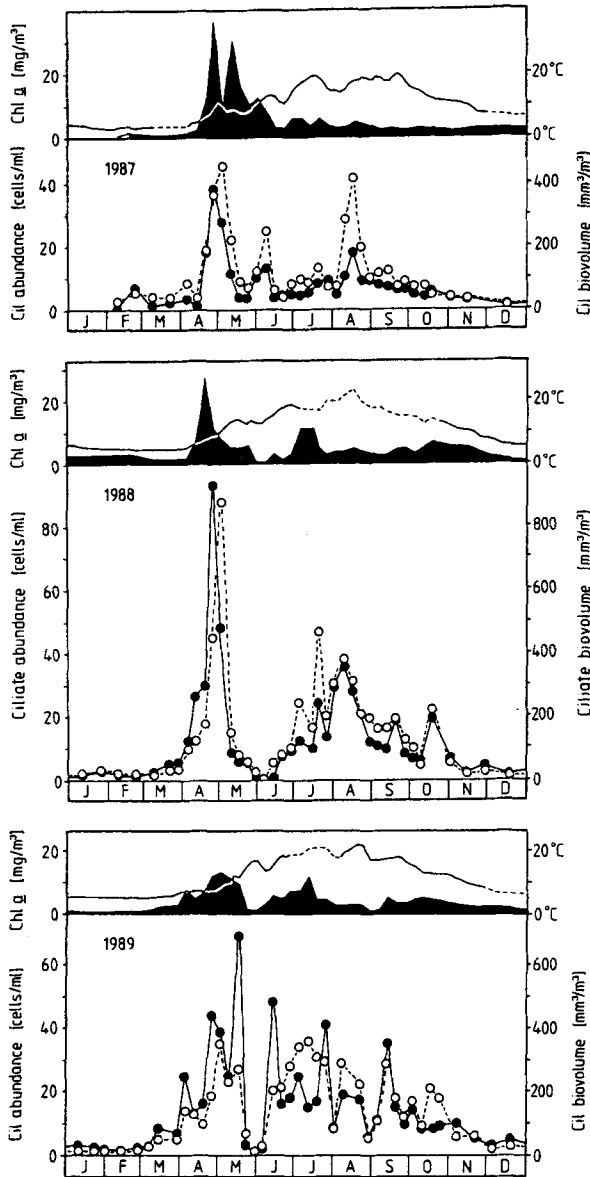 Chl a (mg/m³)
20
0
20°C
0°C
1987
Cil abundance (cells/ml)
40
20
0
400
200
0
Cil biovolume (mm³/m³)
J F M A M J J A S O N D
Chl a (mg/m³)
20
0
20°C
0°C
1988
Ciliate abundance (cells/ml)
80
60
40
20
0
800
600
400
200
0
Ciliate biovolume (mm³/m³)
J F M A M J J A S O N D
Chl a (mg/m³)
20
0
20°C
0°C
1989
Cil abundance (cells/ml)
60
40
20
0
600
400
200
0
Cil biovolume (mm³/m³)
J F M A M J J A S O N D